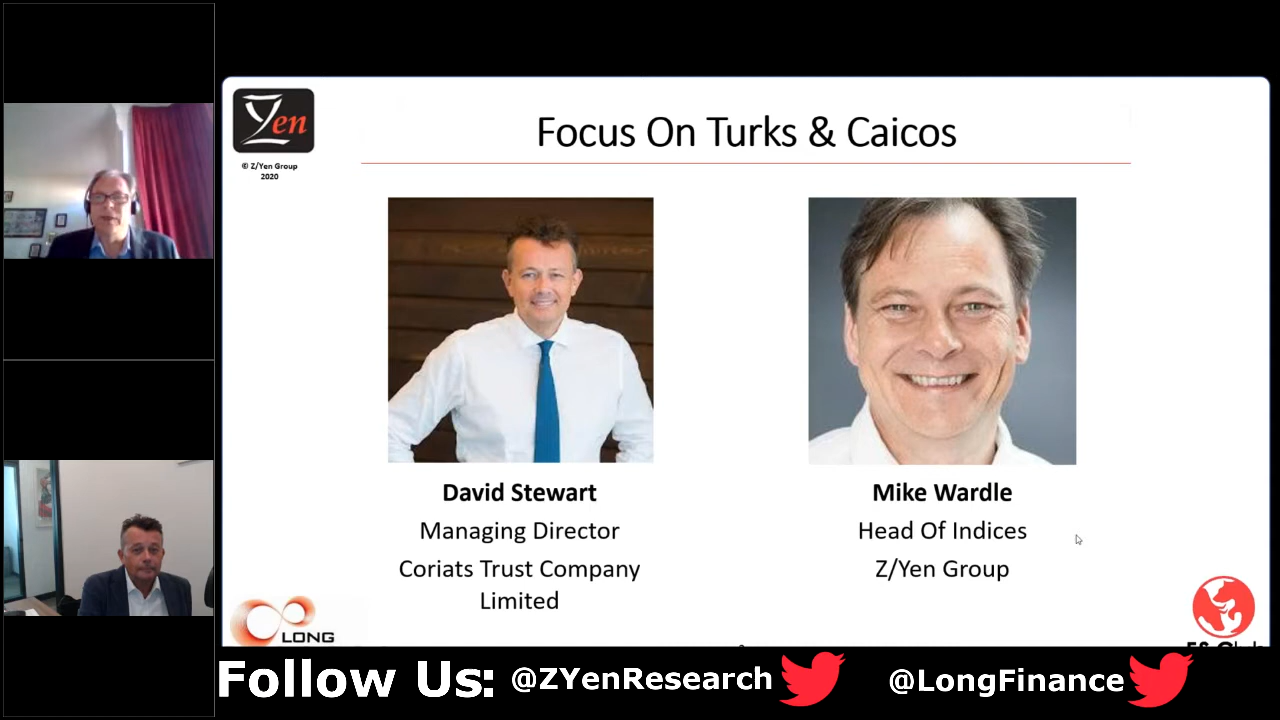 Yen
© Z/Yen Group
2020
Focus On Turks & Caicos
David Stewart
Managing Director
Coriats Trust Company
Limited
Mike Wardle
Head Of Indices
Z/Yen Group
LONG
Follow Us: @ZYenResearch @LongFinance